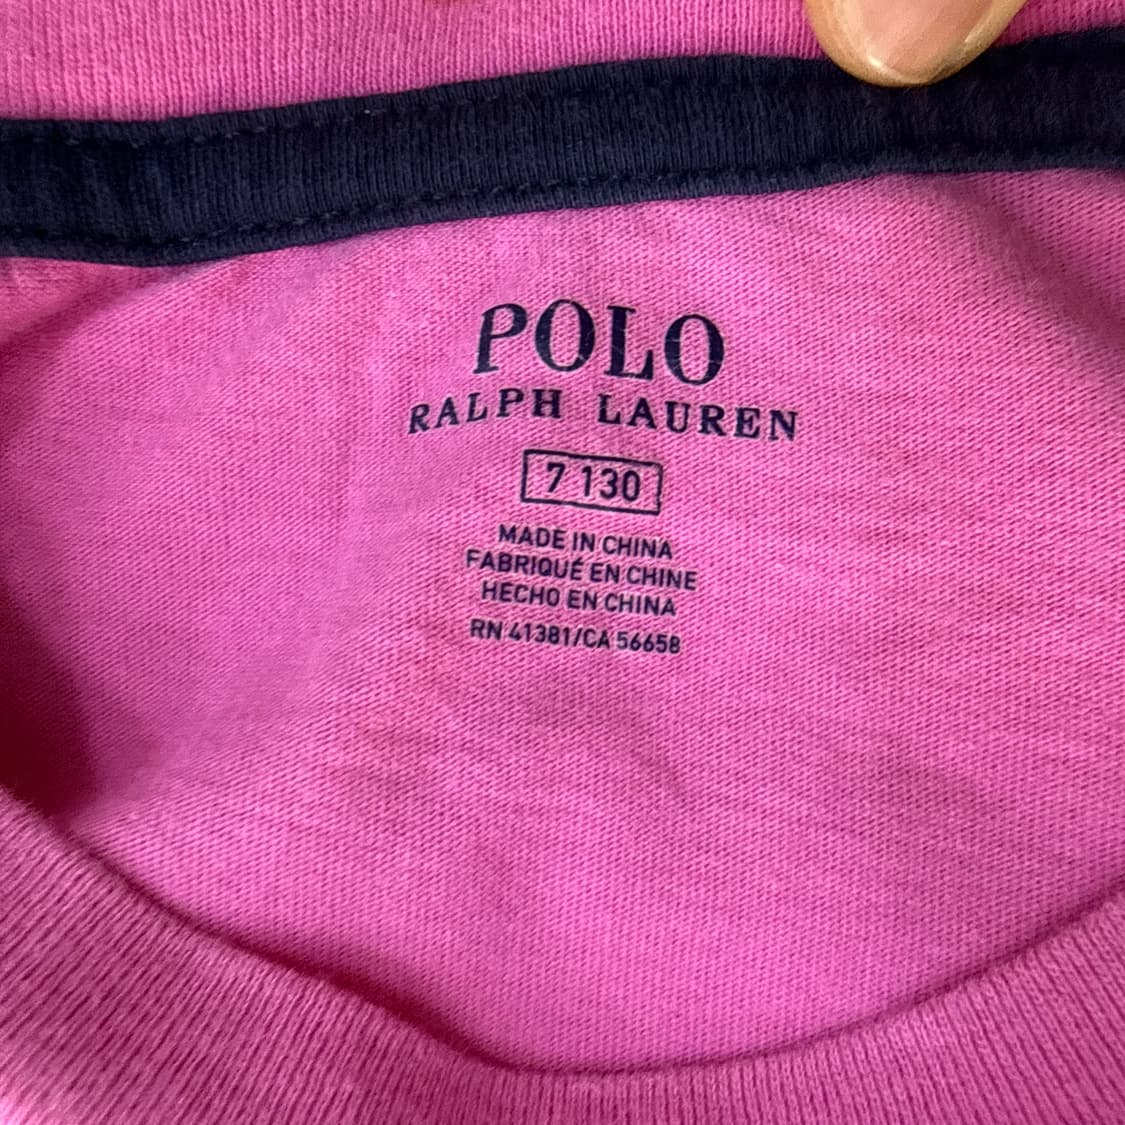 POLO
RALPH LAUREN
7 130
MADE IN CHINA
FABRIQUÉ EN CHINE
HECHO EN CHINA
RN 41381/CA 56658